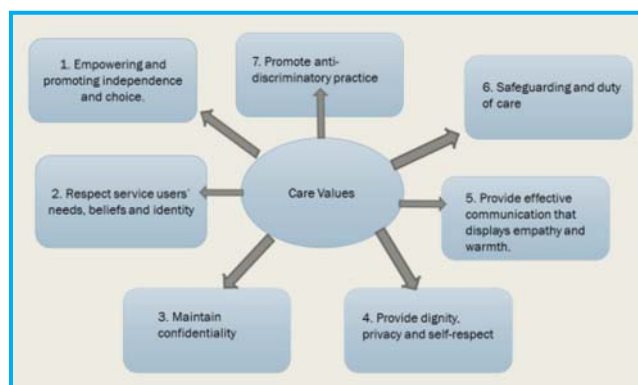 1. Empowering and
promoting independence
and choice.
7. Promote anti-
discriminatory practice
6. Safeguarding and duty
of care
2. Respect service users'
needs, beliefs and identity
Care Values
5. Provide effective
communication that
displays empathy and
warmth.
3. Maintain
confidentiality
4. Provide dignity,
privacy and self-respect